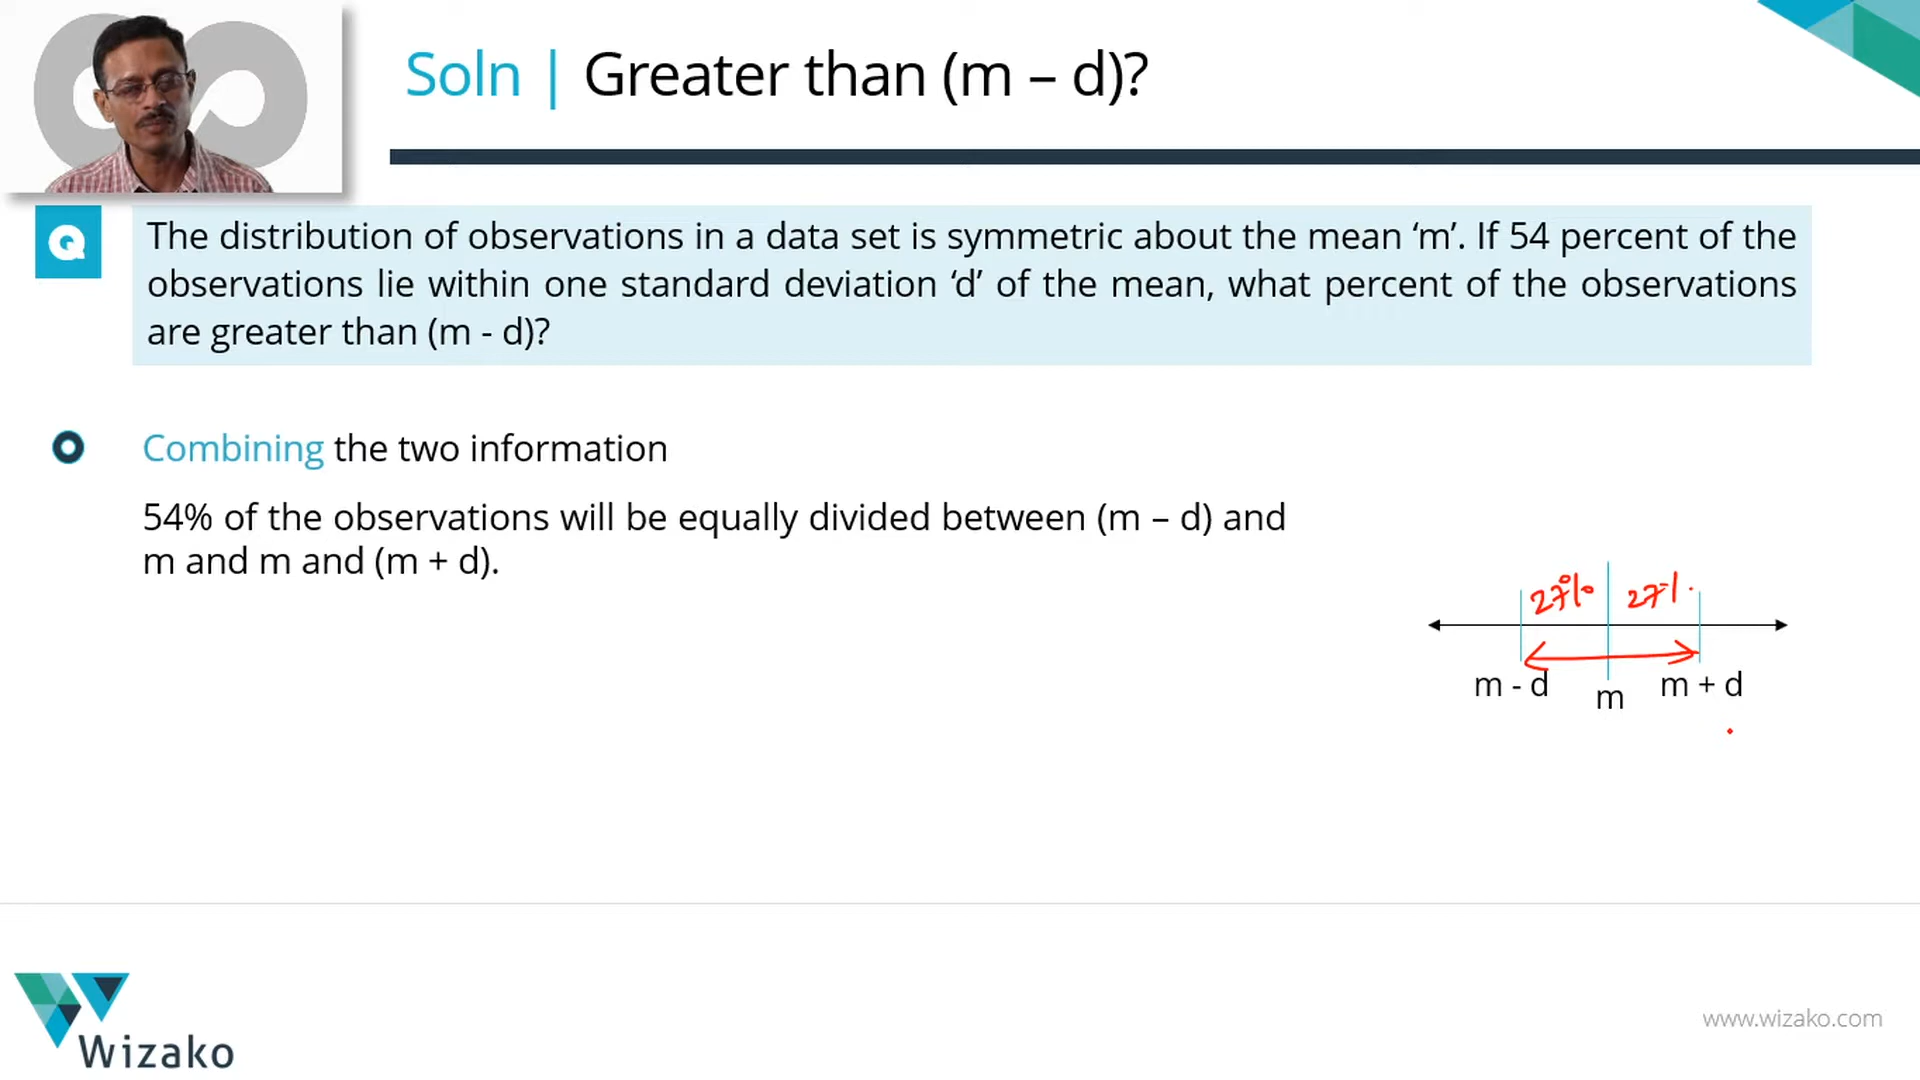 Soln | Greater than (m – d)?
Q
The distribution of observations in a data set is symmetric about the mean ‘m’. If 54 percent of the
observations lie within one standard deviation ‘d’ of the mean, what percent of the observations
are greater than (m - d)?
Combining the two information
54% of the observations will be equally divided between (m – d) and
m and m and (m + d).
27% 27%
m - d m m + d
Wizako
www.wizako.com